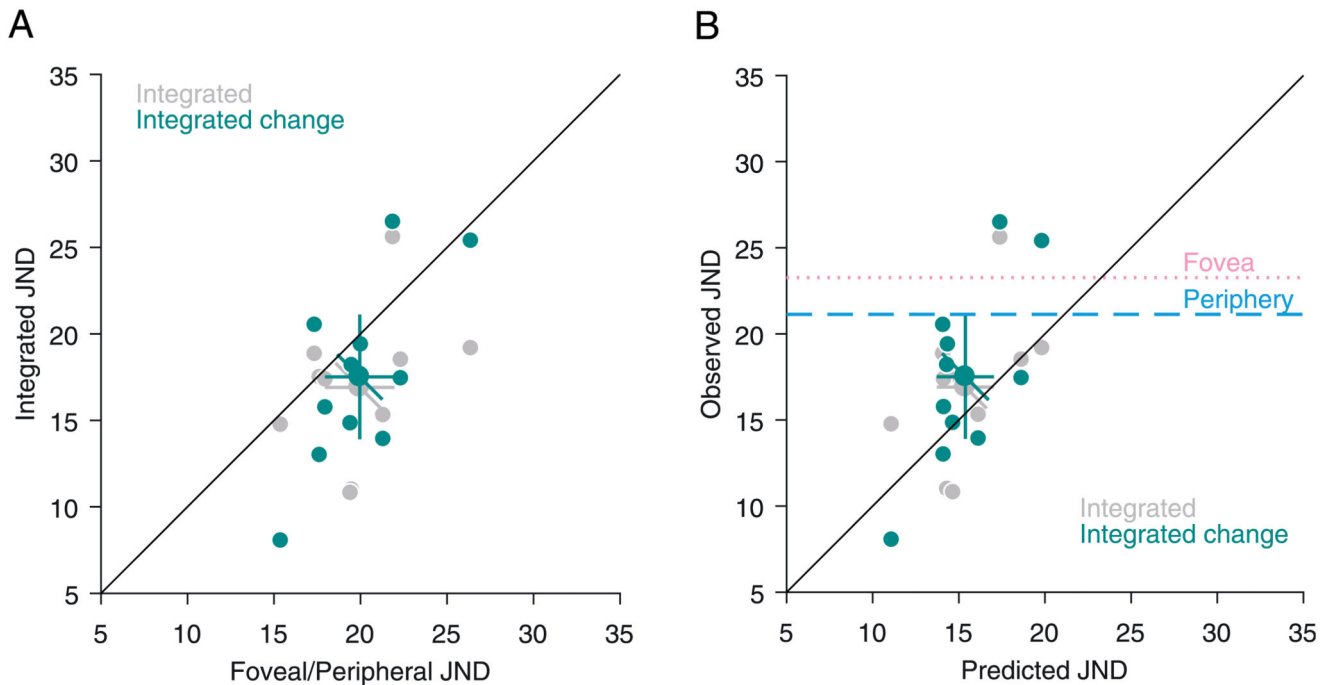 A
35
30
25
20
15
10
5
Integrated JND
Integrated
Integrated change
5 10 15 20 25 30 35
Foveal/Peripheral JND
B
35
30
25
20
15
10
5
Observed JND
Fovea
Periphery
Integrated
Integrated change
5 10 15 20 25 30 35
Predicted JND